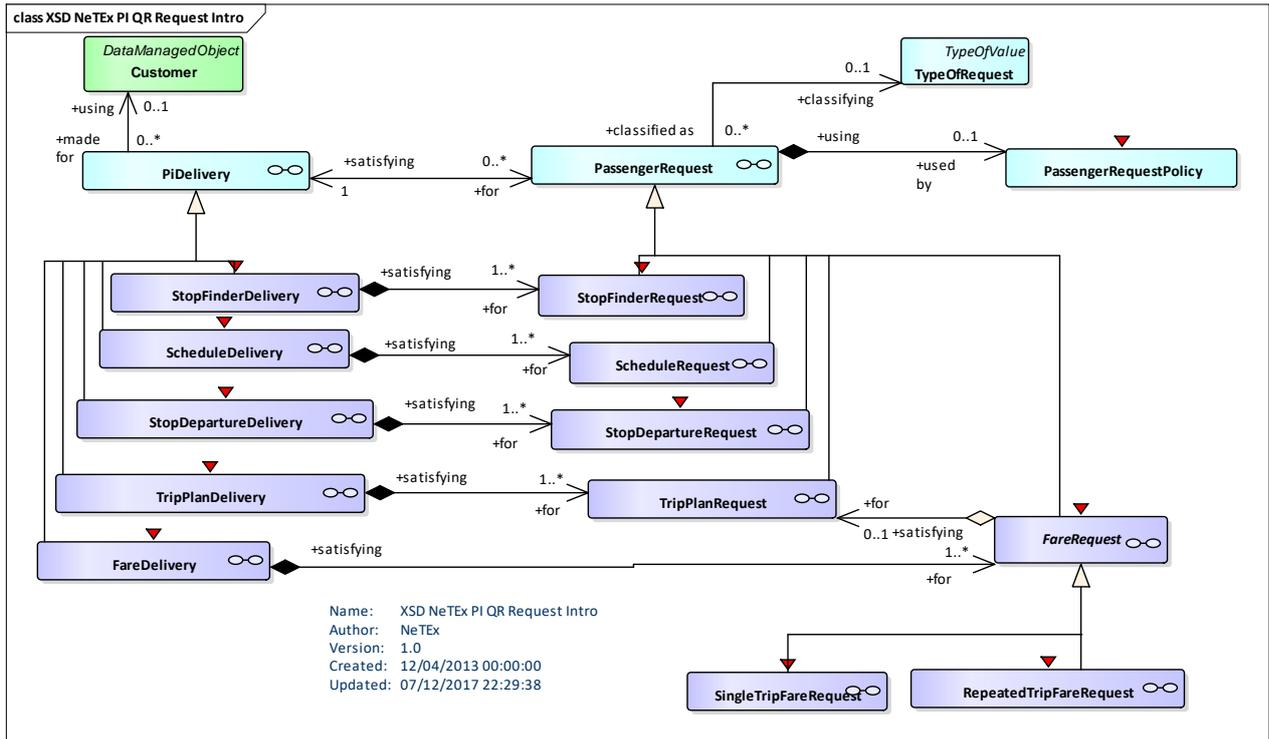 class XSD NeTEx PI QR Request Intro
DataManagedObject
Customer
TypeOfValue
TypeOfRequest
0..1
+classifying
+using
0..1
+made
for
0..*
+classified as
0..*
+using
0..1
+used
by
PiDelivery
+satisfying
1
0..*
+for
PassengerRequest
PassengerRequestPolicy
StopFinderDelivery
+satisfying
1..*
+for
StopFinderRequest
ScheduleDelivery
+satisfying
1..*
+for
ScheduleRequest
StopDepartureDelivery
+satisfying
1..*
+for
StopDepartureRequest
TripPlanDelivery
+satisfying
1..*
+for
TripPlanRequest
+for
0..1
+satisfying
FareRequest
FareDelivery
+satisfying
1..*
+for
Name: XSD NeTEx PI QR Request Intro
Author: NeTEx
Version: 1.0
Created: 12/04/2013 00:00:00
Updated: 07/12/2017 22:29:38
SingleTripFareRequest
RepeatedTripFareRequest